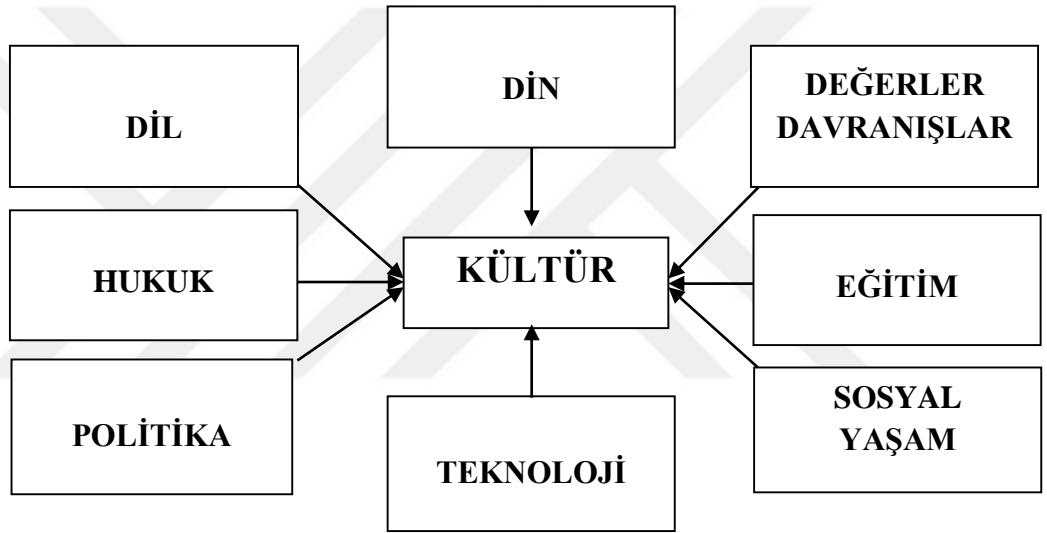 DİL
DİN
DEĞERLER
DAVRANIŞLAR
HUKUK
KÜLTÜR
EĞİTİM
POLİTİKA
TEKNOLOJİ
SOSYAL
YAŞAM